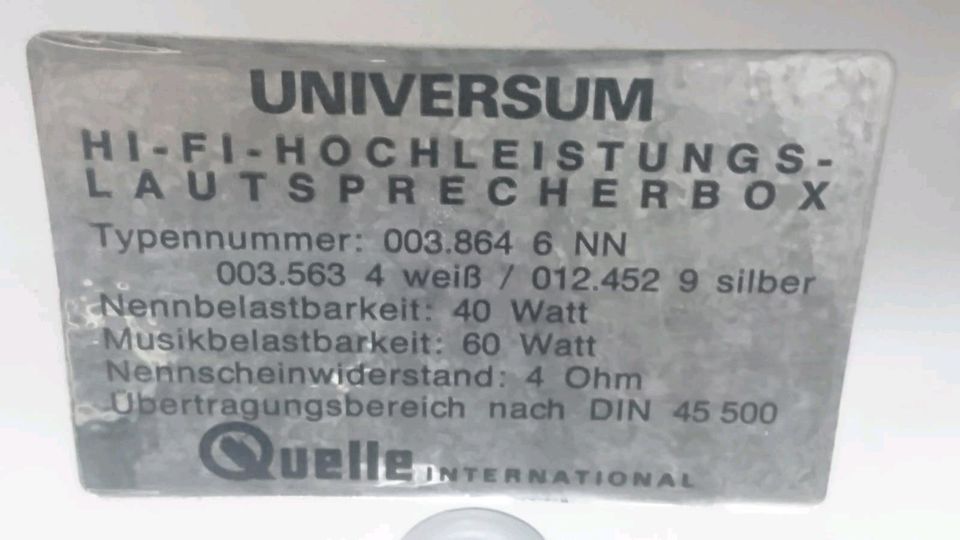 UNIVERSUM
HI-FI-HOCHLEISTUNGS-
LAUTSPRECHERBOX
Typennummer: 003.864 6 NN
003.563 4 weiß / 012.452 9 silber
Nennbelastbarkeit: 40 Watt
Musikbelastbarkeit: 60 Watt
Nennscheinwiderstand: 4 Ohm
Übertragungsbereich nach DIN 45 500
Quelle INTERNATIONAL